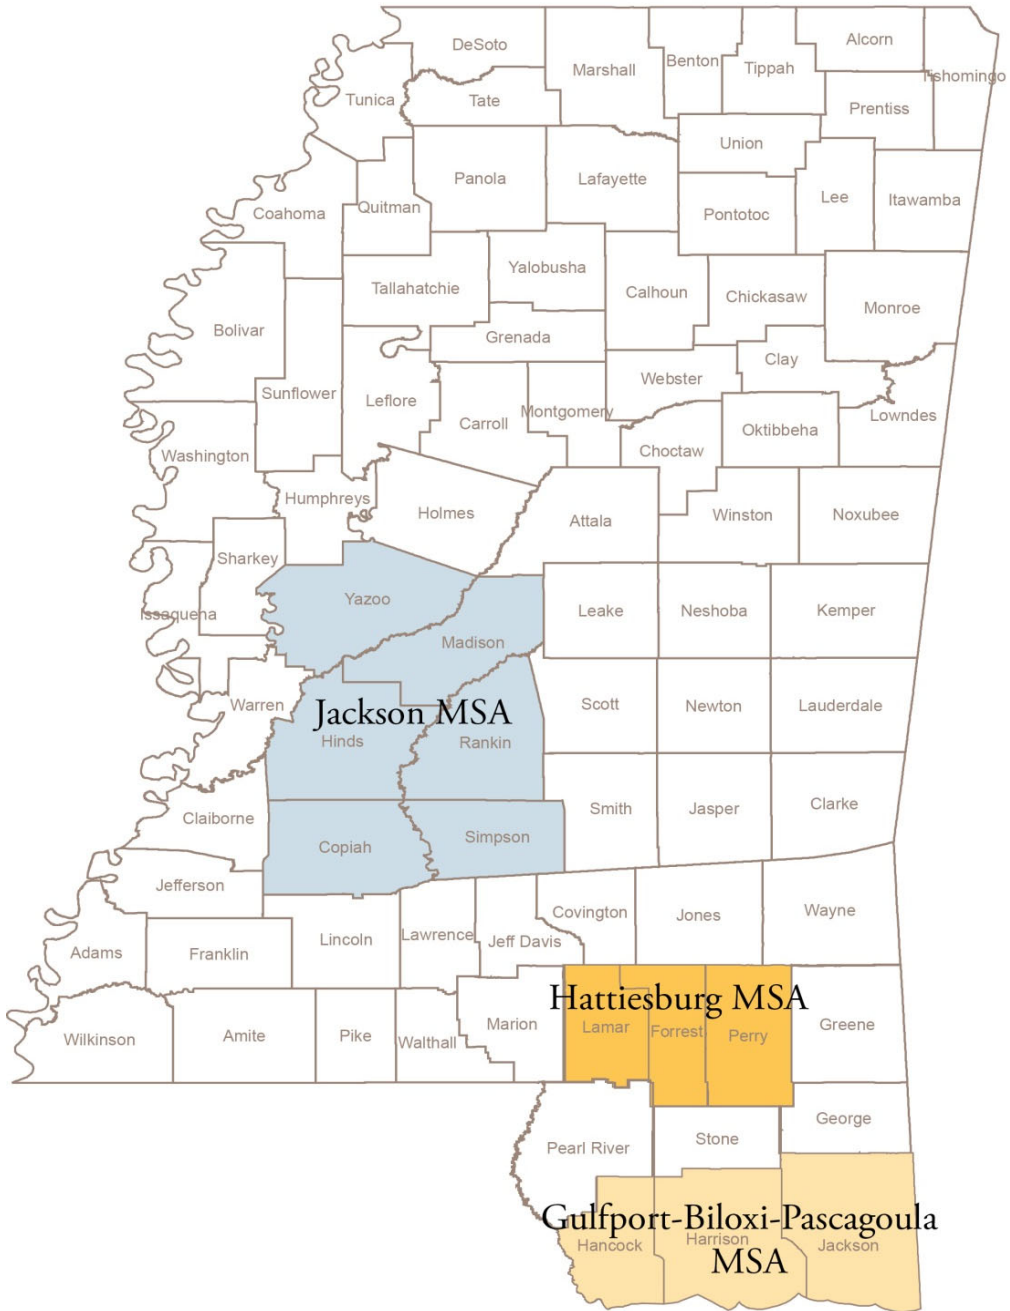 DeSoto
Marshall
Benton
Tippah
Alcorn
Tishomingo
Tunica
Tate
Prentiss
Union
Panola
Lafayette
Lee
Itawamba
Coahoma
Quitman
Pontotoc
Tallahatchie
Yalobusha
Calhoun
Chickasaw
Monroe
Bolivar
Grenada
Clay
Sunflower
Leflore
Webster
Carroll
Montgomery
Lowndes
Oktibbeha
Washington
Choctaw
Humphreys
Holmes
Attala
Winston
Noxubee
Sharkey
Issaquena
Yazoo
Leake
Neshoba
Kemper
Madison
Warren
Jackson MSA
Hinds
Rankin
Scott
Newton
Lauderdale
Claiborne
Smith
Jasper
Clarke
Copiah
Simpson
Jefferson
Covington
Jones
Wayne
Adams
Franklin
Lincoln
Lawrence
Jeff Davis
Hattiesburg MSA
Wilkinson
Amite
Pike
Walthall
Marion
Lamar
Forrest
Perry
Greene
Pearl River
Stone
George
Gulfport-Biloxi-Pascagoula
MSA
Hancock
Harrison
Jackson